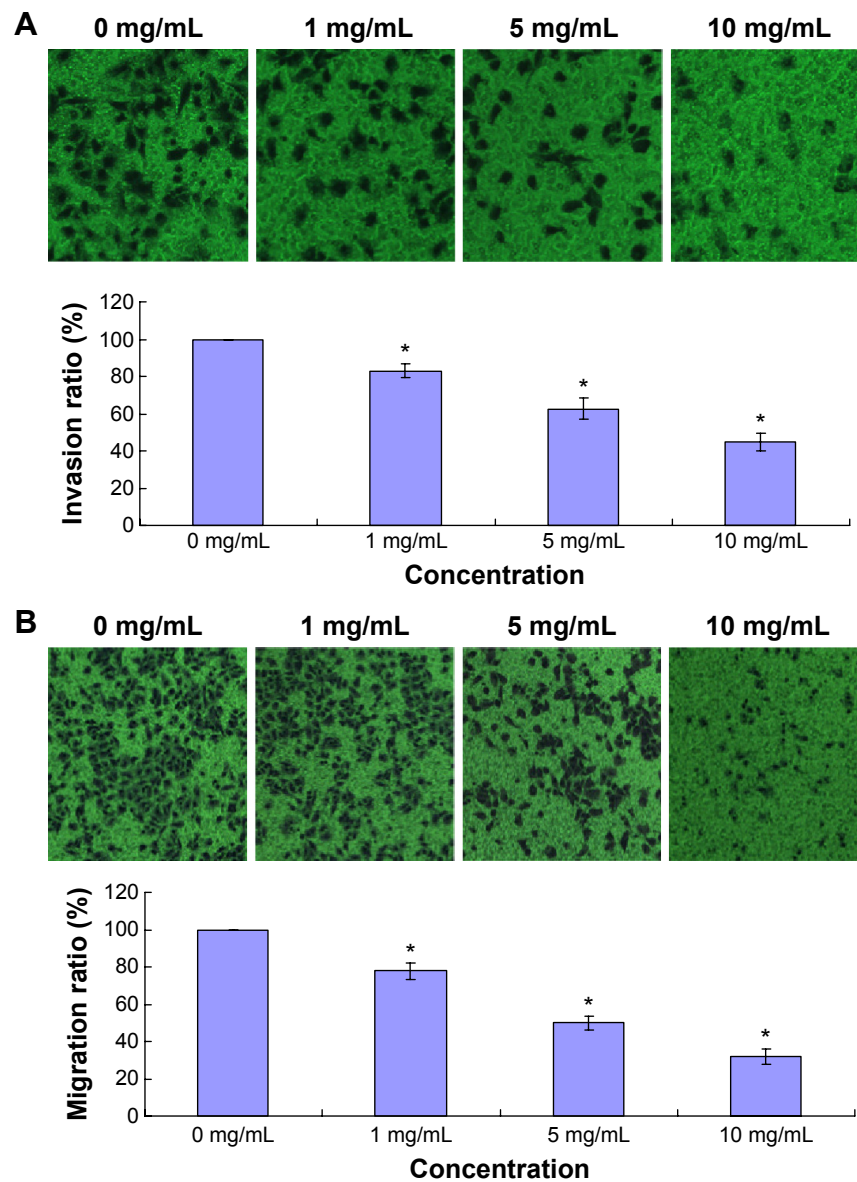 A
0 mg/mL 1 mg/mL 5 mg/mL 10 mg/mL
Invasion ratio (%)
120
100
80
60
40
20
0
* * *
0 mg/mL 1 mg/mL 5 mg/mL 10 mg/mL
Concentration
B
0 mg/mL 1 mg/mL 5 mg/mL 10 mg/mL
Migration ratio (%)
120
100
80
60
40
20
0
* * *
0 mg/mL 1 mg/mL 5 mg/mL 10 mg/mL
Concentration